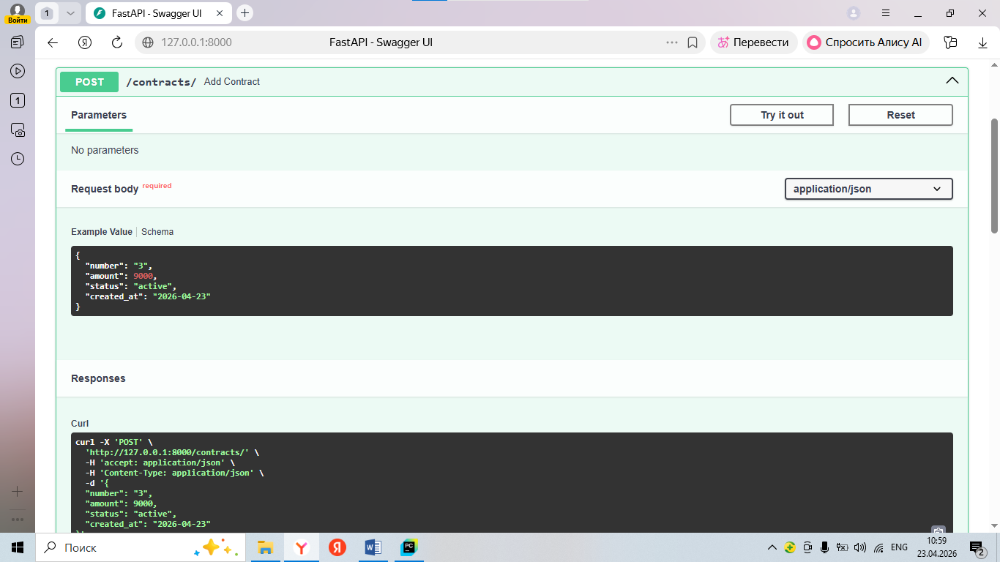 Войти
1
FastAPI - Swagger UI
127.0.0.1:8000
FastAPI - Swagger UI
Перевести
Спросить Алису AI
1
POST /contracts/ Add Contract
Parameters
Try it out
Reset
No parameters
Request body required
application/json
Example Value
Schema
{
"number": "3",
"amount": 9000,
"status": "active",
"created_at": "2026-04-23"
}
Responses
Curl
curl -X 'POST' \
'http://127.0.0.1:8000/contracts/' \
-H 'accept: application/json' \
-H 'Content-Type: application/json' \
-d '{
"number": "3",
"amount": 9000,
"status": "active",
"created_at": "2026-04-23"
Поиск
ENG
10:59
23.04.2026
2